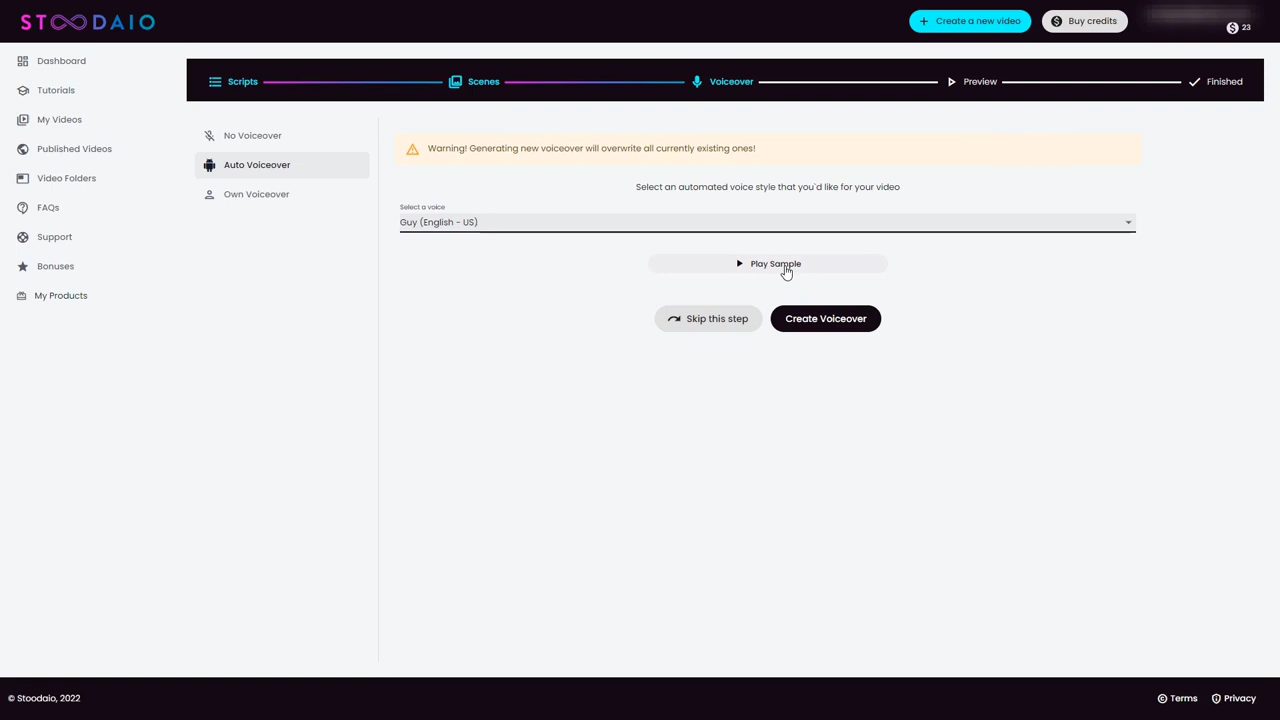 STOODAIO
Create a new video
Buy credits
23
Dashboard
Tutorials
My Videos
Published Videos
Video Folders
FAQs
Support
Bonuses
My Products
Scripts
Scenes
Voiceover
Preview
Finished
No Voiceover
Auto Voiceover
Own Voiceover
Warning! Generating new voiceover will overwrite all currently existing ones!
Select an automated voice style that you'd like for your video
Select a voice
Guy (English - US)
Play Sample
Skip this step
Create Voiceover
© Stoodaio, 2022
Terms
Privacy